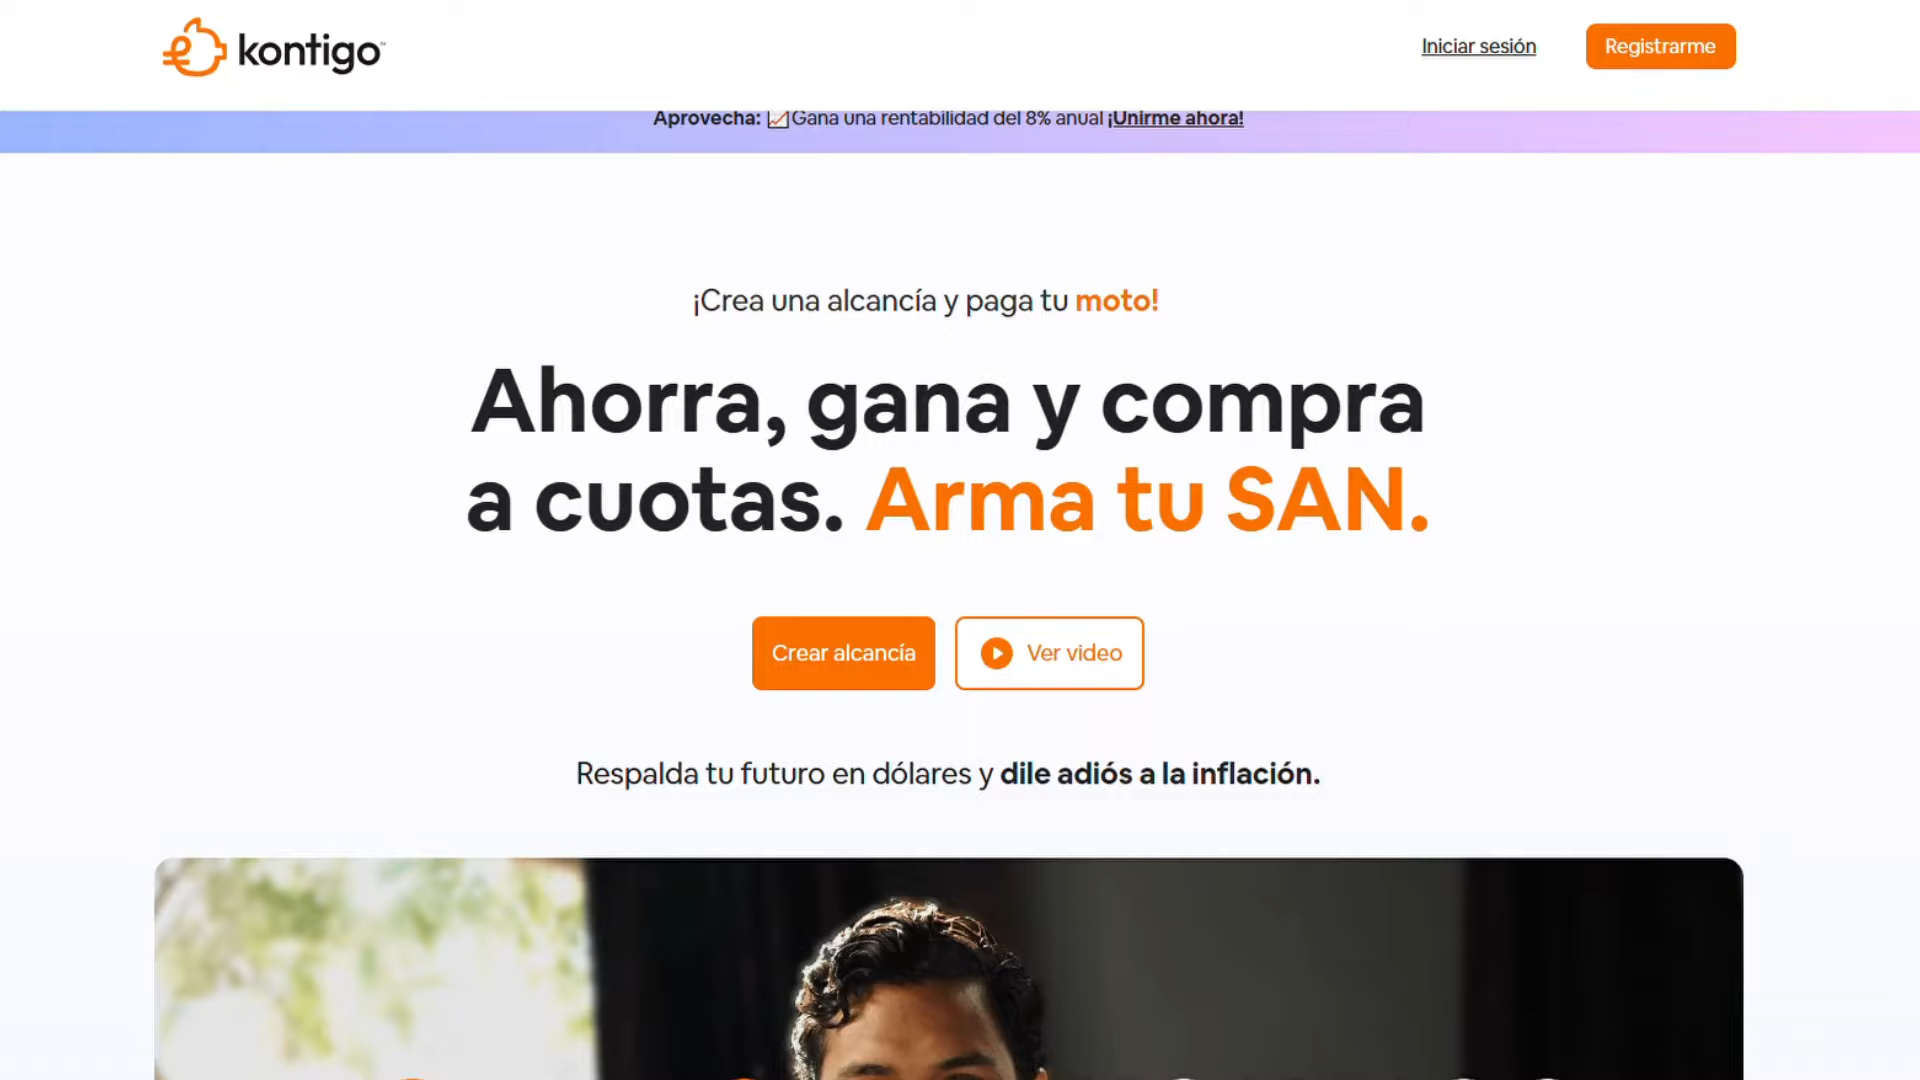 kontigo
Iniciar sesión
Registrarme
Aprovecha: 📈Gana una rentabilidad del 8% anual ¡Unirme ahora!
¡Crea una alcancía y paga tu moto!
Ahorra, gana y compra
a cuotas. Arma tu SAN.
Crear alcancía
Ver video
Respalda tu futuro en dólares y dile adiós a la inflación.